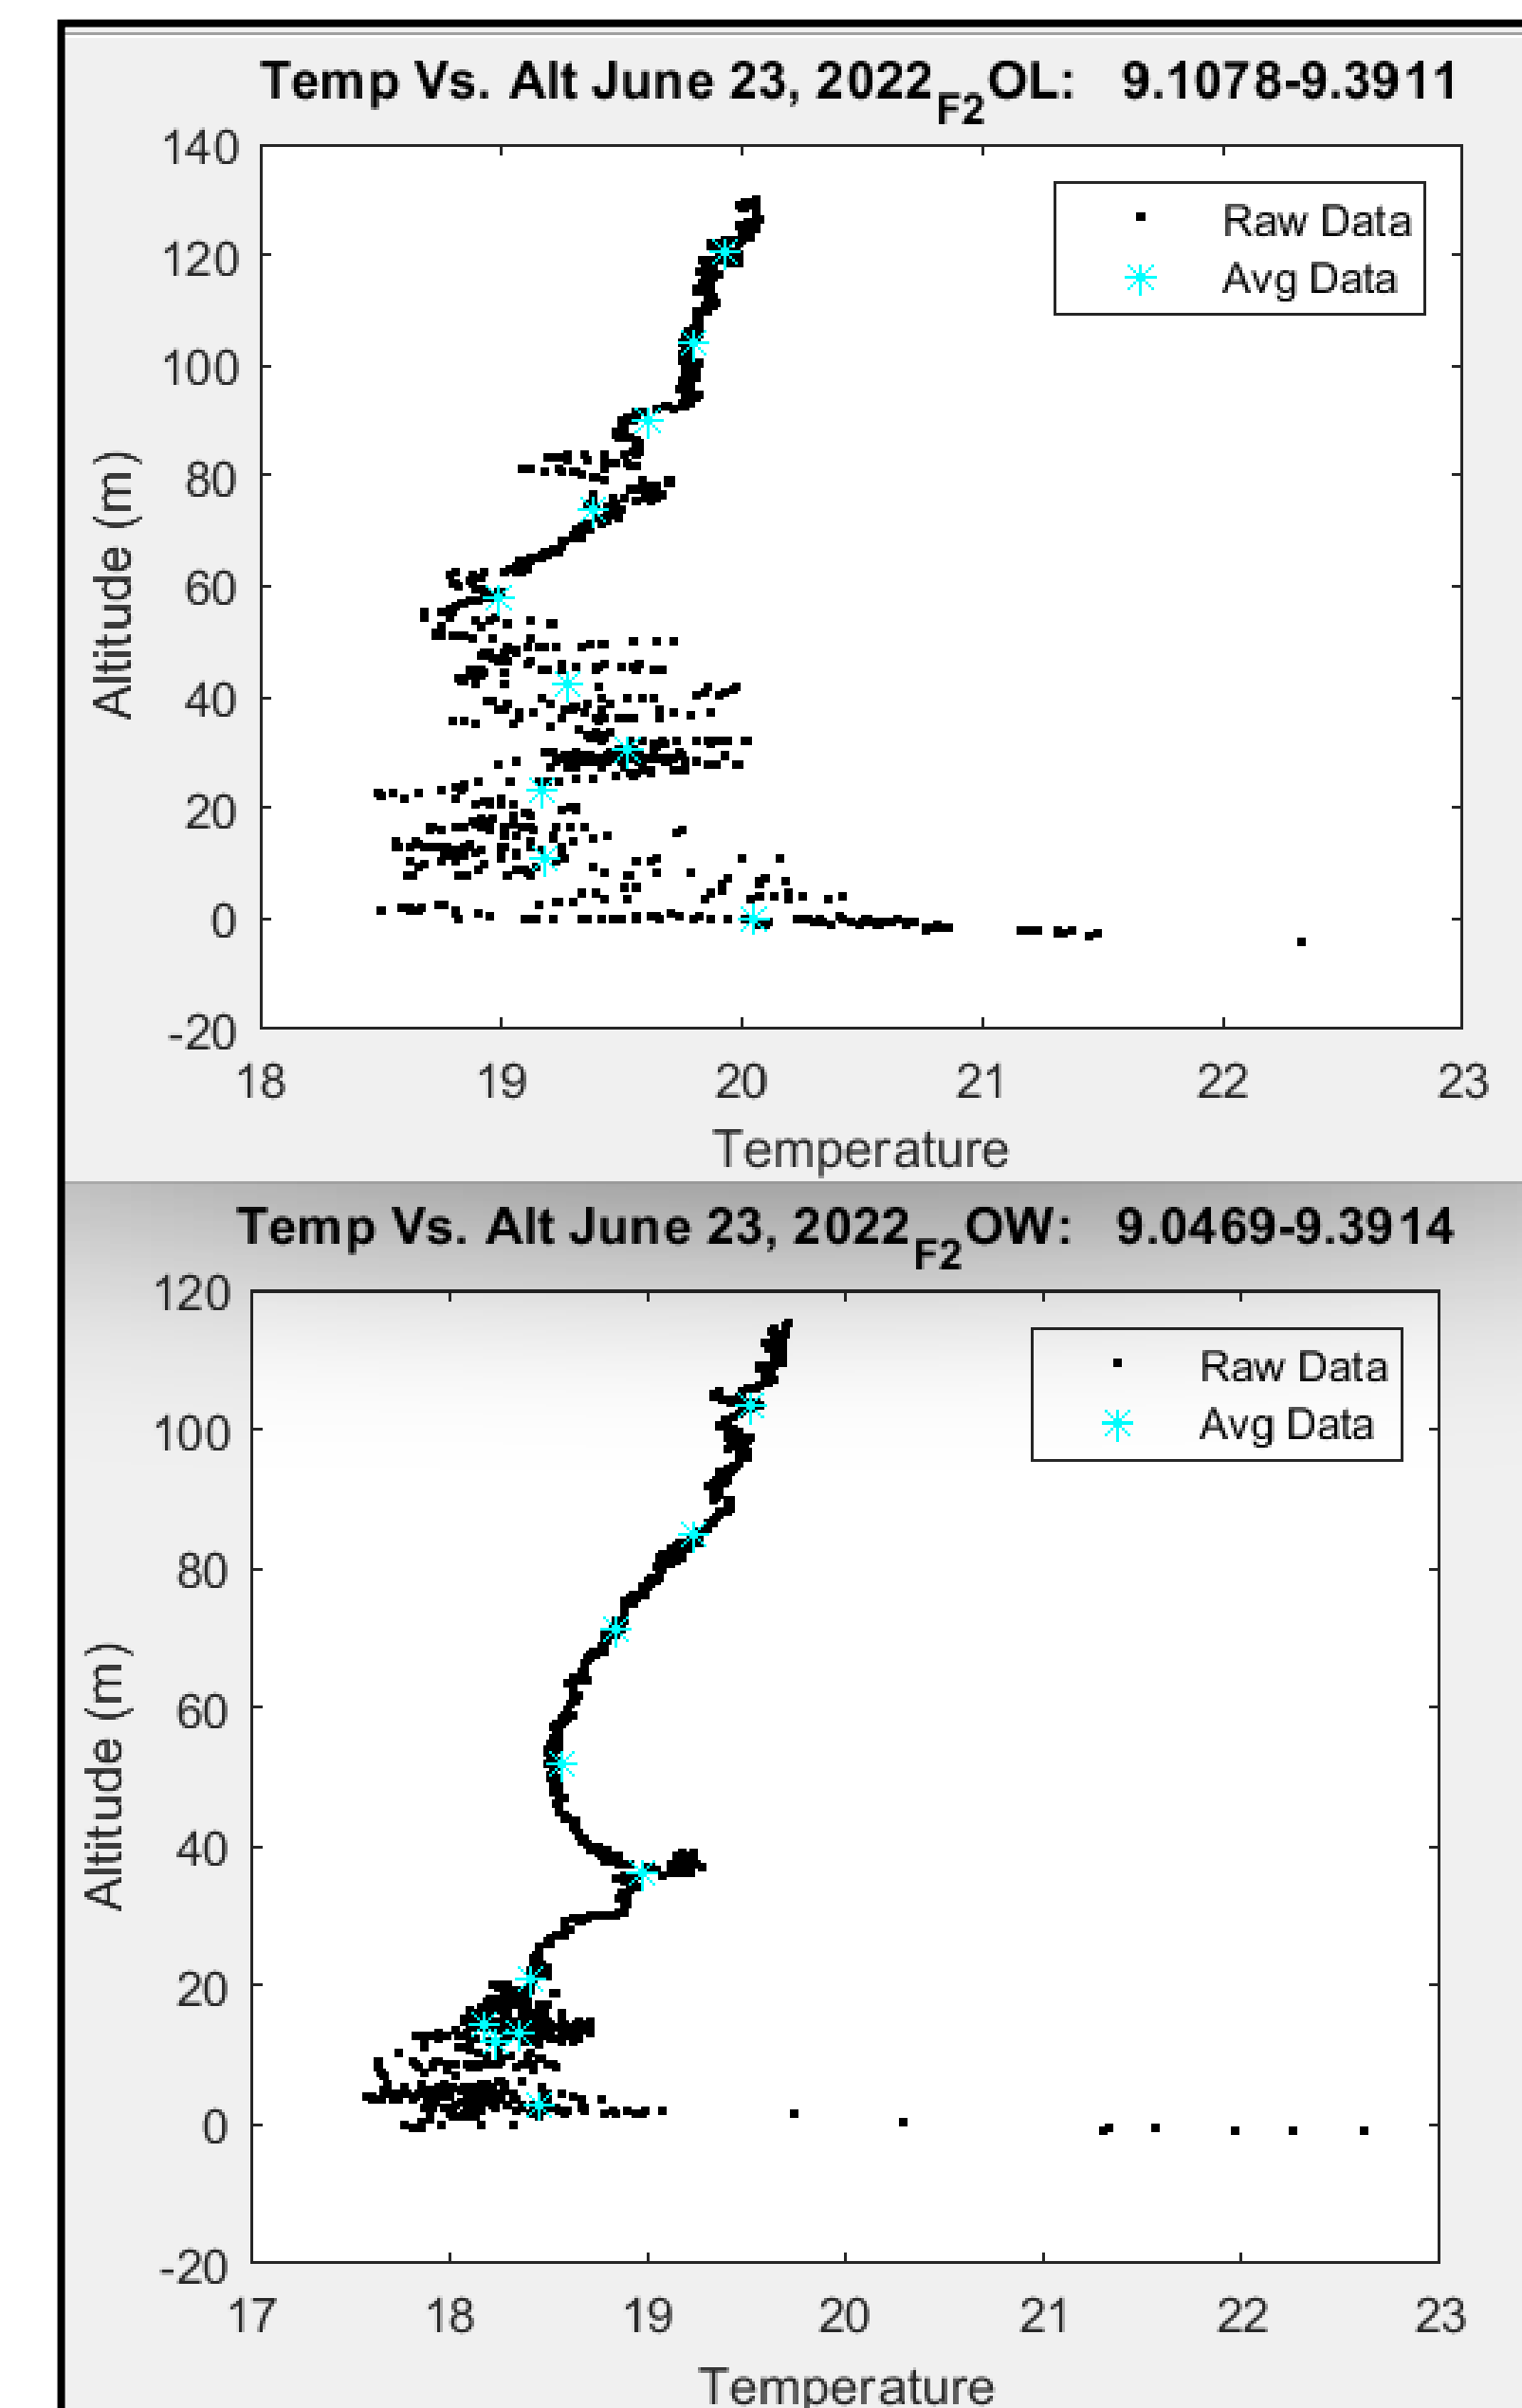 Temp Vs. Alt June 23, 2022F2OL: 9.1078-9.3911
140
120
100
80
60
40
20
0
-20
Altitude (m)
Raw Data
Avg Data
18 19 20 21 22 23
Temperature
Temp Vs. Alt June 23, 2022F2OW: 9.0469-9.3914
120
100
80
60
40
20
0
-20
Altitude (m)
Raw Data
Avg Data
17 18 19 20 21 22 23
Temperature